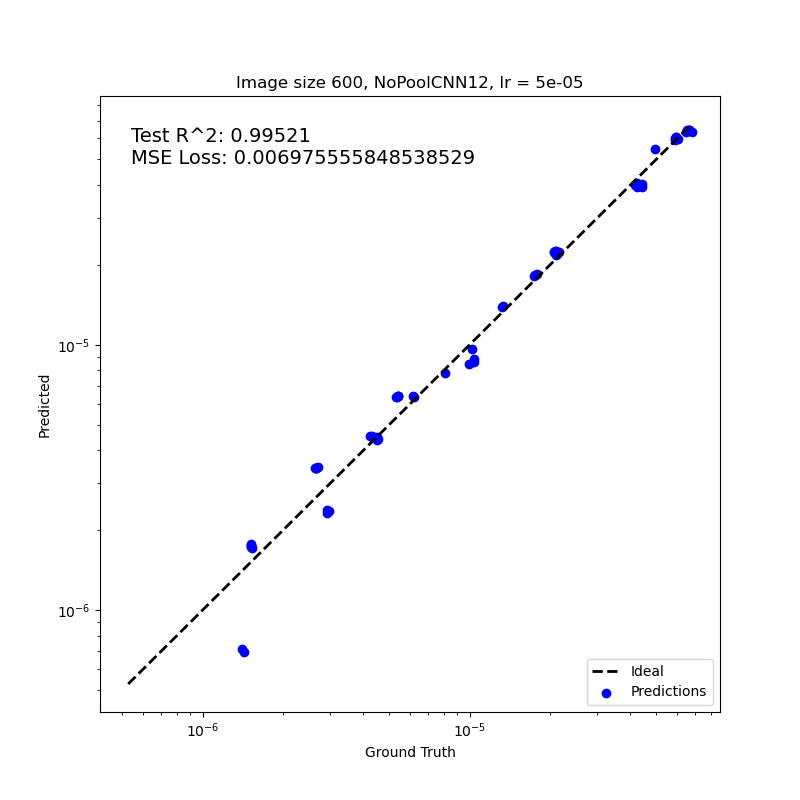 Image size 600, NoPoolCNN12, lr = 5e-05
Test R^2: 0.99521
MSE Loss: 0.006975555848538529
10⁻⁵
10⁻⁶
Predicted
Ideal
Predictions
10⁻⁶
10⁻⁵
Ground Truth